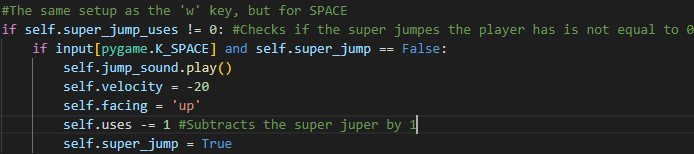 #The same setup as the 'w' key, but for SPACE
if self.super_jump_uses != 0: #Checks if the super jumpes the player has is not equal to 0
if input[pygame.K_SPACE] and self.super_jump == False:
self.jump_sound.play()
self.velocity = -20
self.facing = 'up'
self.uses -= 1 #Subtracts the super juper by 1
self.super_jump = True